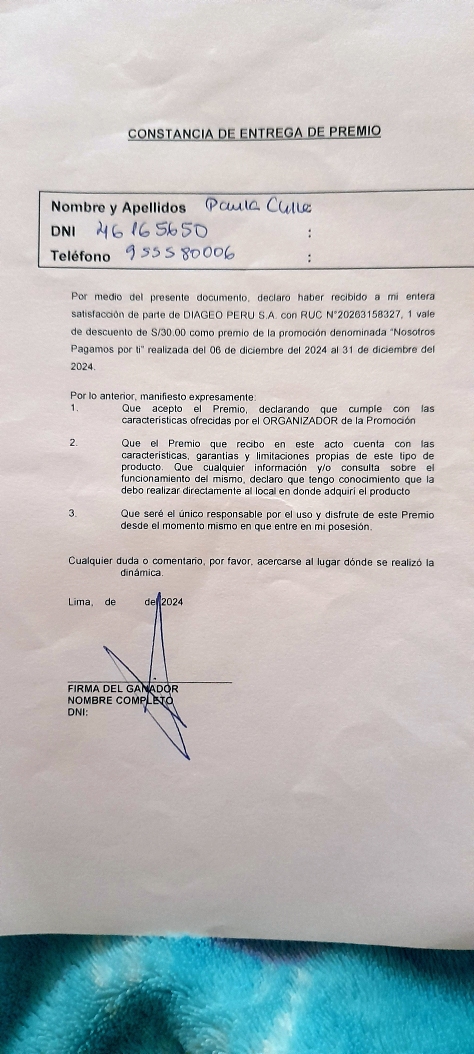 CONSTANCIA DE ENTREGA DE PREMIO
Nombre y Apellidos Paula Culle
DNI 46165650 :
Teléfono 955580006 :
Por medio del presente documento, declaro haber recibido a mi entera
satisfacción de parte de DIAGEO PERU S.A. con RUC N°20263158327, 1 vale
de descuento de S/30.00 como premio de la promoción denominada "Nosotros
Pagamos por ti" realizada del 06 de diciembre del 2024 al 31 de diciembre del
2024.
Por lo anterior, manifiesto expresamente:
1. Que acepto el Premio, declarando que cumple con las
características ofrecidas por el ORGANIZADOR de la Promoción
2. Que el Premio que recibo en este acto cuenta con las
características, garantías y limitaciones propias de este tipo de
producto. Que cualquier información y/o consulta sobre el
funcionamiento del mismo, declaro que tengo conocimiento que la
debo realizar directamente al local en donde adquirí el producto
3. Que seré el único responsable por el uso y disfrute de este Premio
desde el momento mismo en que entre en mi posesión.
Cualquier duda o comentario, por favor, acercarse al lugar dónde se realizó la
dinámica.
Lima, de de 2024
FIRMA DEL GANADOR
NOMBRE COMPLETO
DNI: